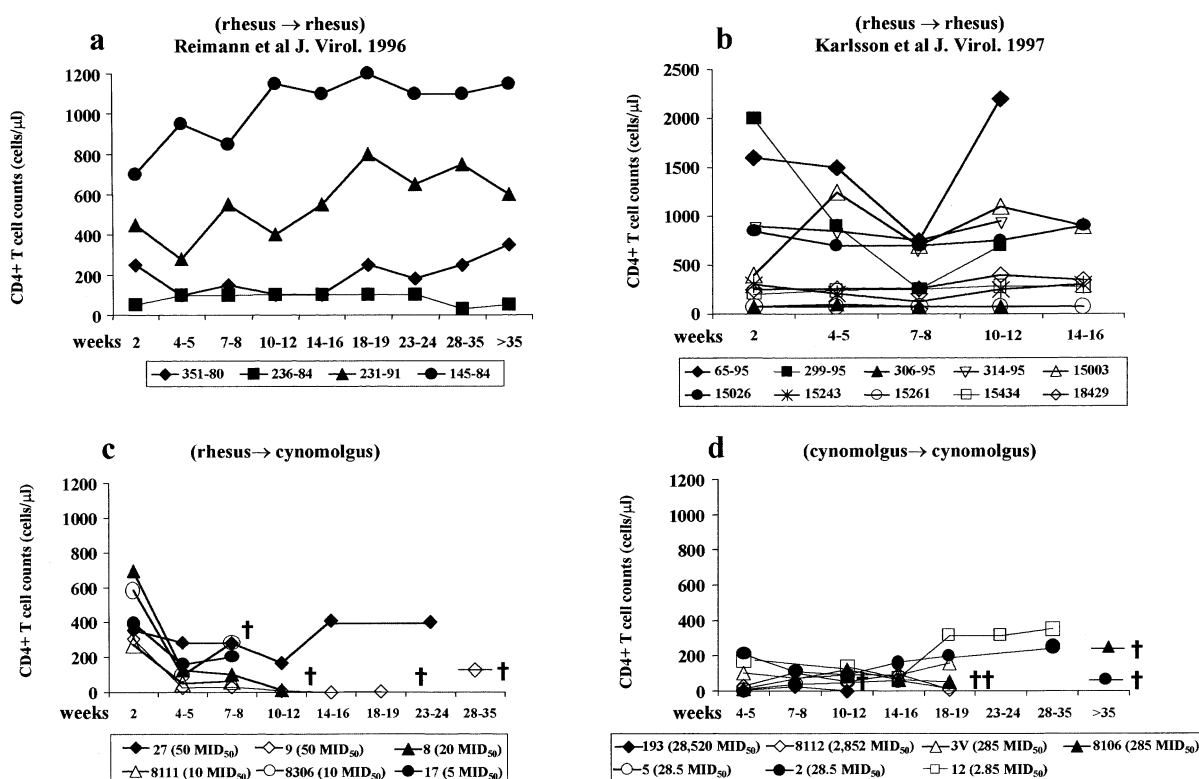 a
(rhesus → rhesus)
Reimann et al J. Virol. 1996
CD4+ T cell counts (cells/µl)
1200
1000
800
600
400
200
0
weeks 2 4-5 7-8 10-12 14-16 18-19 23-24 28-35 >35
351-80 236-84 231-91 145-84
b
(rhesus → rhesus)
Karlsson et al J. Virol. 1997
CD4+ T cell counts (cells/µl)
2500
2000
1500
1000
500
0
weeks 2 4-5 7-8 10-12 14-16
65-95 299-95 306-95 314-95 15003
15026 15243 15261 15434 18429
c
(rhesus→ cynomolgus)
CD4+ T cell counts (cells/µl)
1200
1000
800
600
400
200
0
† † † †
weeks 2 4-5 7-8 10-12 14-16 18-19 23-24 28-35
27 (50 MID50) 9 (50 MID50) 8 (20 MID50)
8111 (10 MID50) 8306 (10 MID50) 17 (5 MID50)
d
(cynomolgus→ cynomolgus)
CD4+ T cell counts (cells/µl)
1200
1000
800
600
400
200
0
† †† † †
weeks 4-5 7-8 10-12 14-16 18-19 23-24 28-35 >35
193 (28,520 MID50) 8112 (2,852 MID50) 3V (285 MID50) 8106 (285 MID50)
5 (28.5 MID50) 2 (28.5 MID50) 12 (2.85 MID50)